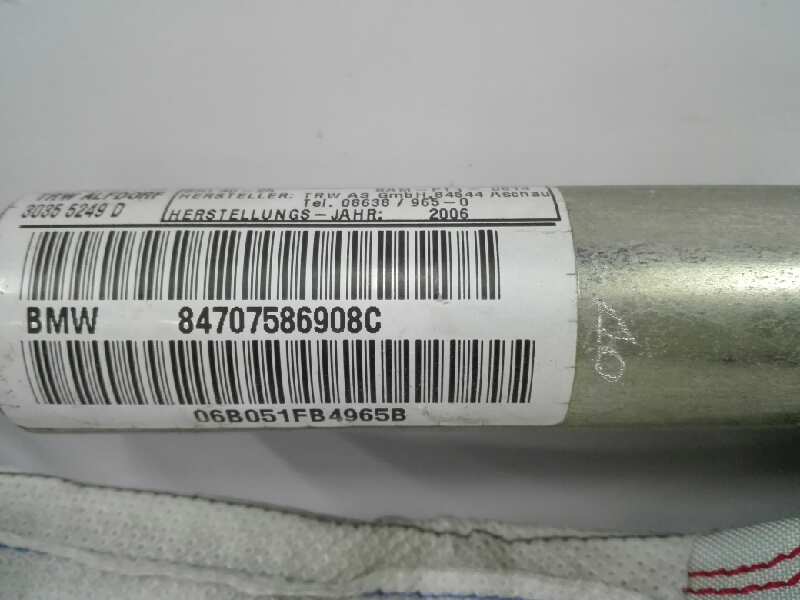 TRW ALFDORF
3035 5249 D
HERSTELLER: TRW AS GmbH, 84544 Aschau
Tel. 08638 / 965-0
HERSTELLUNGS-JAHR: 2006
BMW 84707586908C
06B051FB4965B